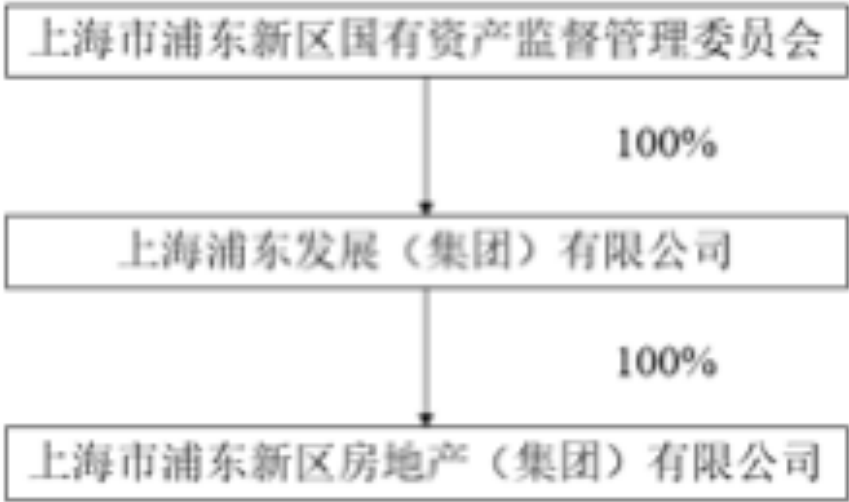 上海市浦东新区国有资产监督管理委员会
100%
上海浦东发展（集团）有限公司
100%
上海市浦东新区房地产（集团）有限公司